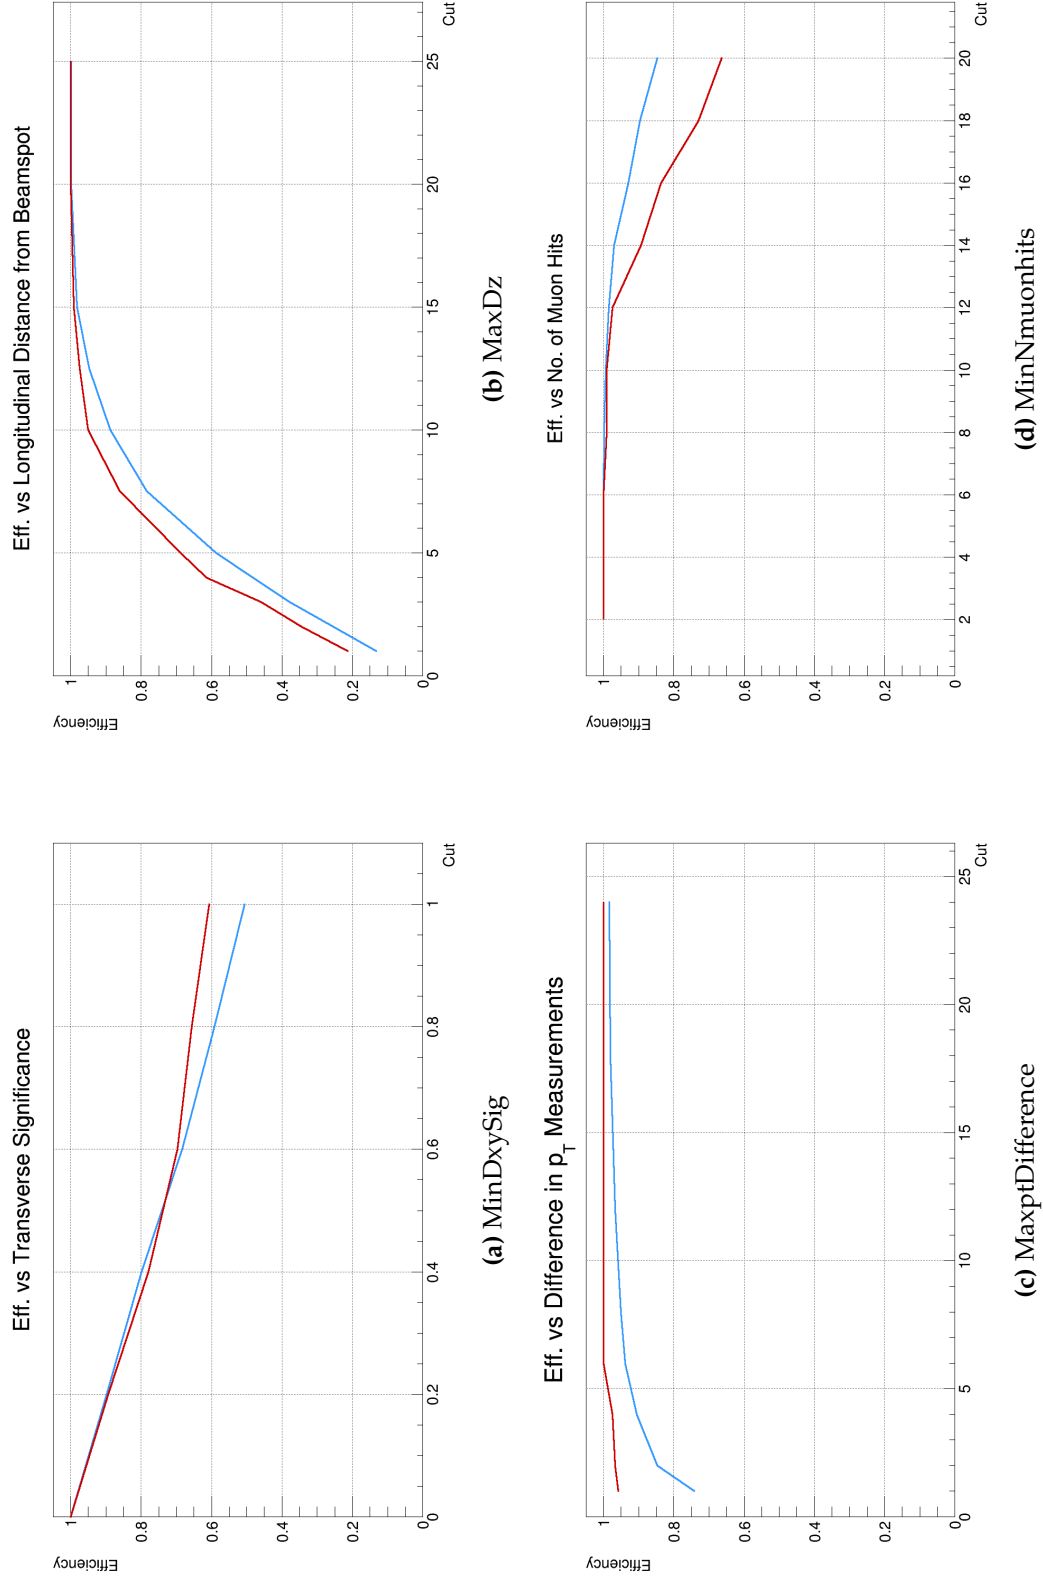 Eff. vs Transverse Significance
Efficiency
1
0.8
0.6
0.4
0.2
0
0 0.2 0.4 0.6 0.8 1
Cut
(a) MinDxySig
Eff. vs Longitudinal Distance from Beamspot
Efficiency
1
0.8
0.6
0.4
0.2
0
0 5 10 15 20 25
Cut
(b) MaxDz
Eff. vs Difference in pT Measurements
Efficiency
1
0.8
0.6
0.4
0.2
0
0 5 10 15 20 25
Cut
(c) MaxptDifference
Eff. vs No. of Muon Hits
Efficiency
1
0.8
0.6
0.4
0.2
0
2 4 6 8 10 12 14 16 18 20
Cut
(d) MinNmuonhits